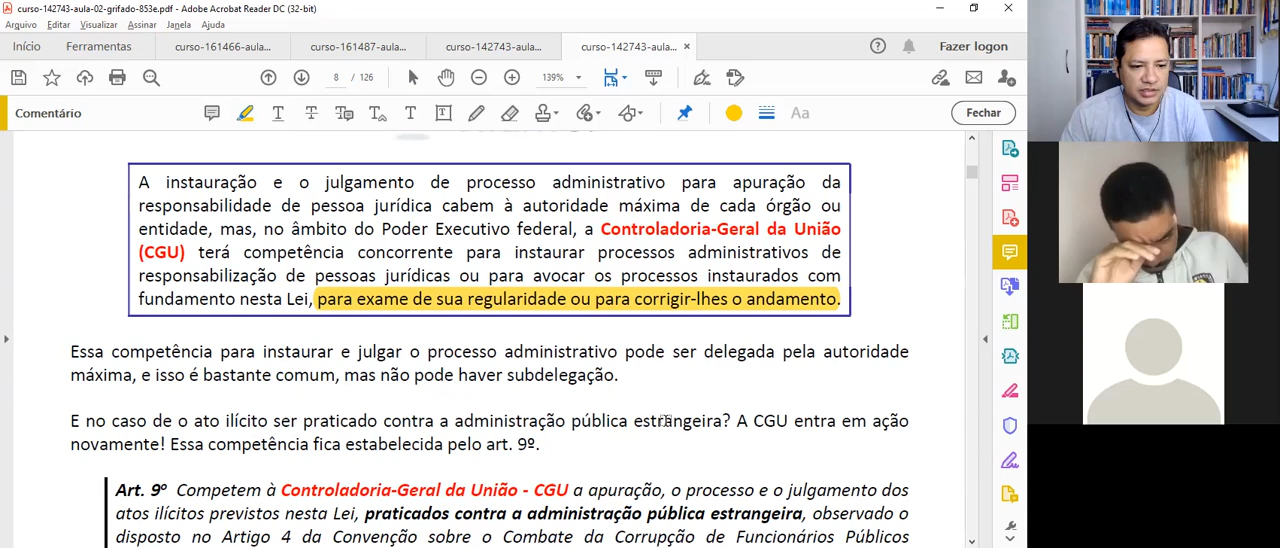 curso-142743-aula-02-grifado-853e.pdf - Adobe Acrobat Reader DC (32-bit)
Arquivo Editar Visualizar Assinar Janela Ajuda
Início Ferramentas curso-161466-aula... curso-161487-aula... curso-142743-aula... curso-142743-aula... × Fazer logon
8 / 126 139%
Comentário Aa Fechar
A instauração e o julgamento de processo administrativo para apuração da
responsabilidade de pessoa jurídica cabem à autoridade máxima de cada órgão ou
entidade, mas, no âmbito do Poder Executivo federal, a Controladoria-Geral da União
(CGU) terá competência concorrente para instaurar processos administrativos de
responsabilização de pessoas jurídicas ou para avocar os processos instaurados com
fundamento nesta Lei, para exame de sua regularidade ou para corrigir-lhes o andamento.
Essa competência para instaurar e julgar o processo administrativo pode ser delegada pela autoridade
máxima, e isso é bastante comum, mas não pode haver subdelegação.
E no caso de o ato ilícito ser praticado contra a administração pública estrangeira? A CGU entra em ação
novamente! Essa competência fica estabelecida pelo art. 9º.
Art. 9º Competem à Controladoria-Geral da União - CGU a apuração, o processo e o julgamento dos
atos ilícitos previstos nesta Lei, praticados contra a administração pública estrangeira, observado o
disposto no Artigo 4 da Convenção sobre o Combate da Corrupção de Funcionários Públicos